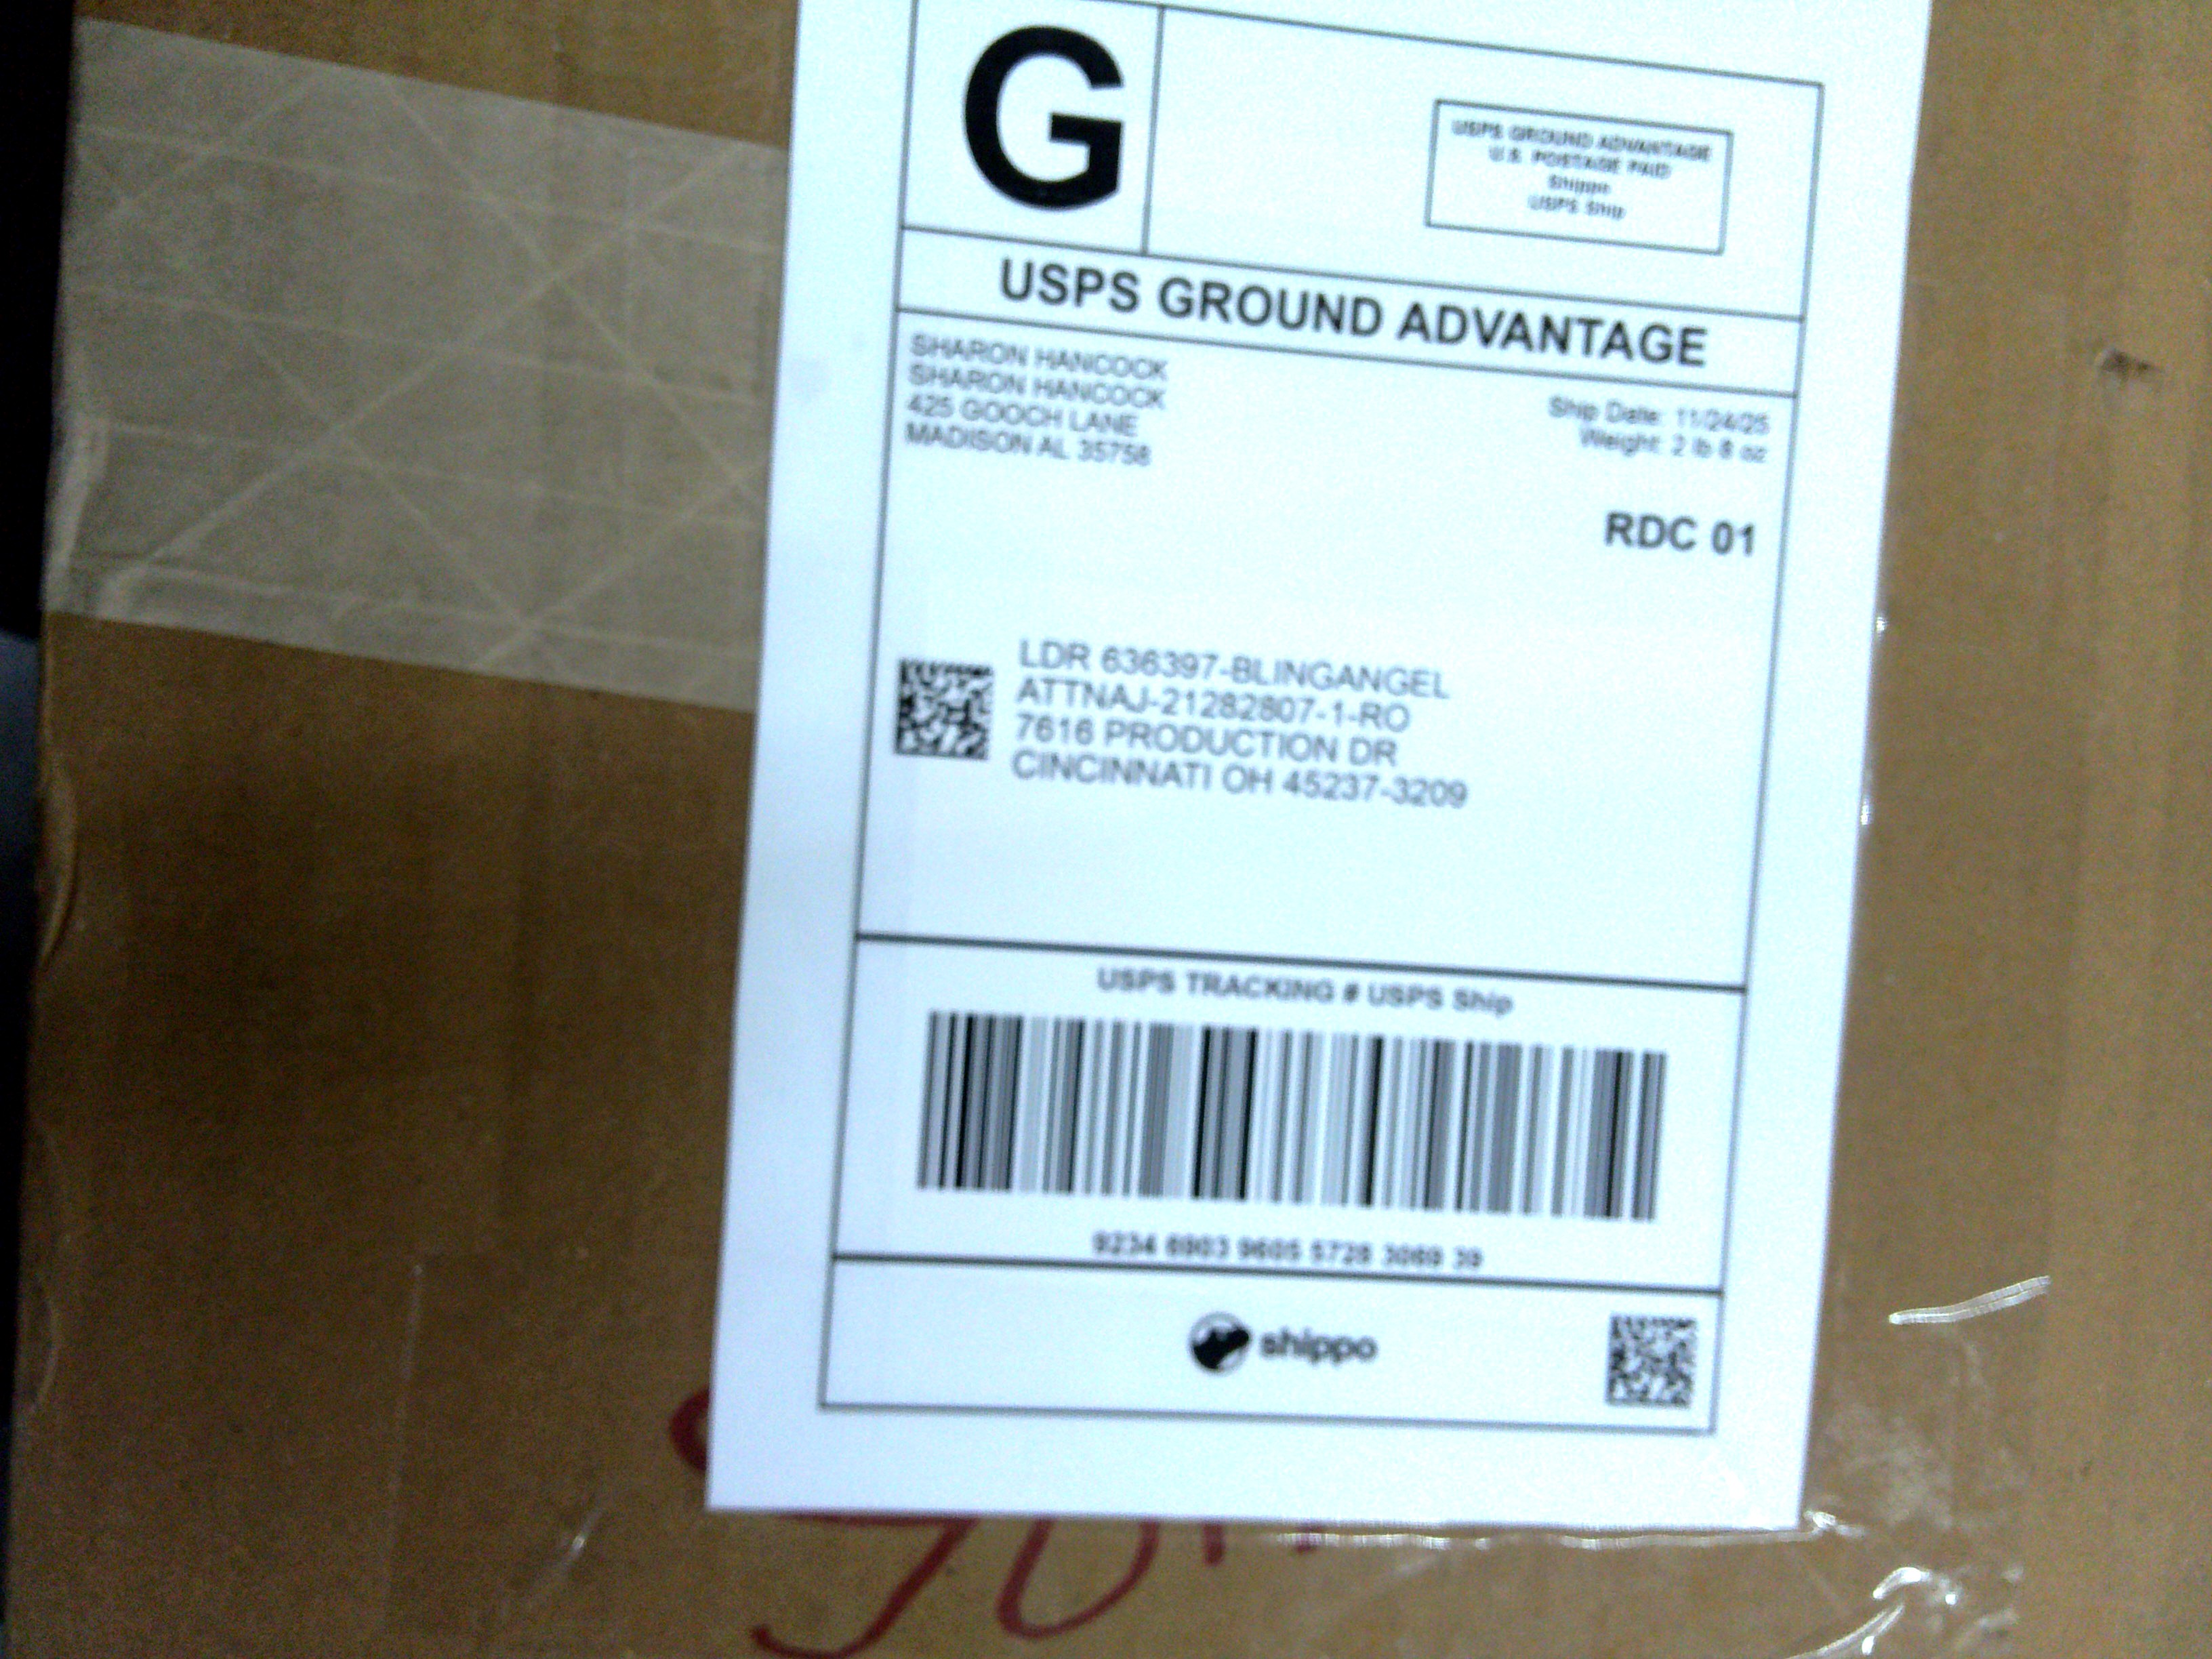 G
USPS GROUND ADVANTAGE
U.S. POSTAGE PAID
Shippo
USPS Ship
USPS GROUND ADVANTAGE
SHARON HANCOCK
SHARON HANCOCK
425 GOOCH LANE
MADISON AL 35758
Ship Date: 11/24/25
Weight: 2 lb 8 oz
RDC 01
LDR 636397-BLINGANGEL
ATTNAJ-21282807-1-RO
7616 PRODUCTION DR
CINCINNATI OH 45237-3209
USPS TRACKING # USPS Ship
9234 6903 9605 5728 3069 39
shippo